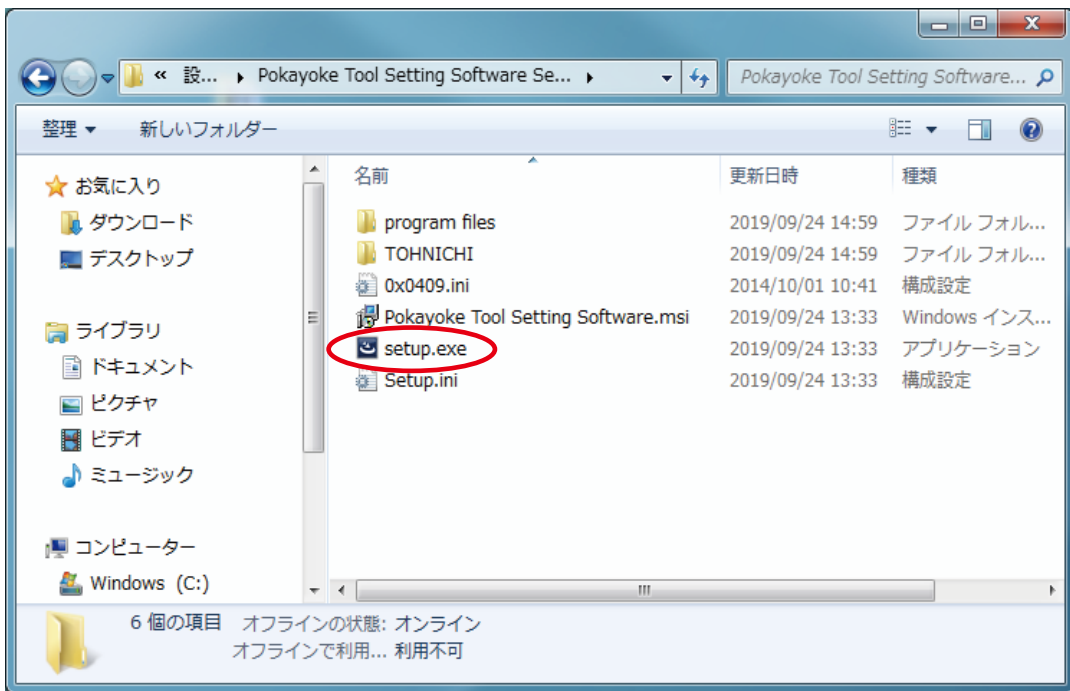 « 設... ▸ Pokayoke Tool Setting Software Se... ▸
Pokayoke Tool Setting Software...
整理 ▼ 新しいフォルダー
お気に入り
ダウンロード
デスクトップ
ライブラリ
ドキュメント
ピクチャ
ビデオ
ミュージック
コンピューター
Windows (C:)
名前 更新日時 種類
program files 2019/09/24 14:59 ファイル フォル...
TOHNICHI 2019/09/24 14:59 ファイル フォル...
0x0409.ini 2014/10/01 10:41 構成設定
Pokayoke Tool Setting Software.msi 2019/09/24 13:33 Windows インス...
setup.exe 2019/09/24 13:33 アプリケーション
Setup.ini 2019/09/24 13:33 構成設定
6 個の項目 オフラインの状態: オンライン
オフラインで利用... 利用不可